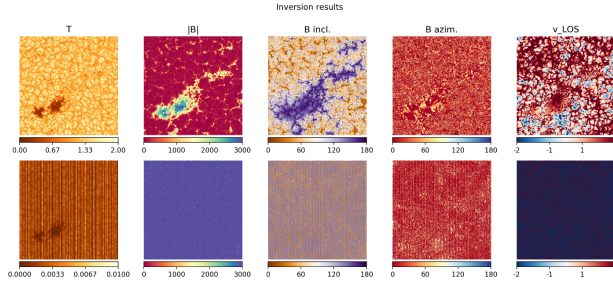 Inversion results
T |B| B incl. B azim. v_LOS
0.00 0.67 1.33 2.00 0 1000 2000 3000 0 60 120 180 0 60 120 180 -2 -1 1
0.0000 0.0033 0.0067 0.0100 0 1000 2000 3000 0 60 120 180 0 60 120 180 -2 -1 1